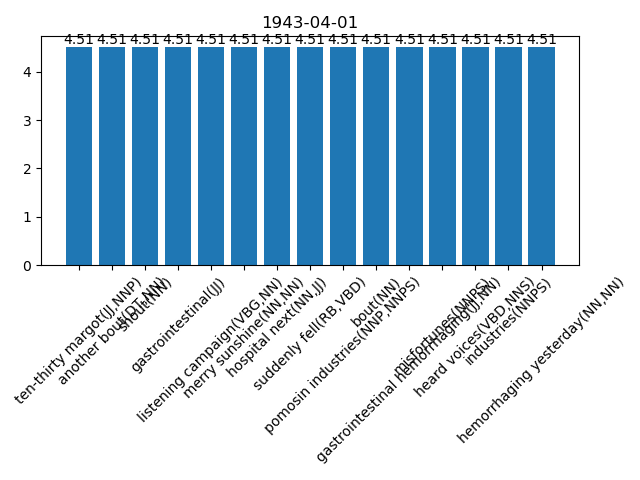 1943-04-01
4.51 4.51 4.51 4.51 4.51 4.51 4.51 4.51 4.51 4.51 4.51 4.51 4.51 4.51 4.51
4
3
2
1
0
ten-thirty margot(JJ,NNP)
another bout(DT,NN)
shout(NN)
gastrointestinal(JJ)
listening campaign(VBG,NN)
merry sunshine(NN,NN)
hospital next(NN,JJ)
suddenly fell(RB,VBD)
pomosin industries(NNP,NNPS)
bout(NN)
gastrointestinal hemorrhaging(JJ,NN)
misfortunes(NNPS)
heard voices(VBD,NNS)
industries(NNPS)
hemorrhaging yesterday(NN,NN)